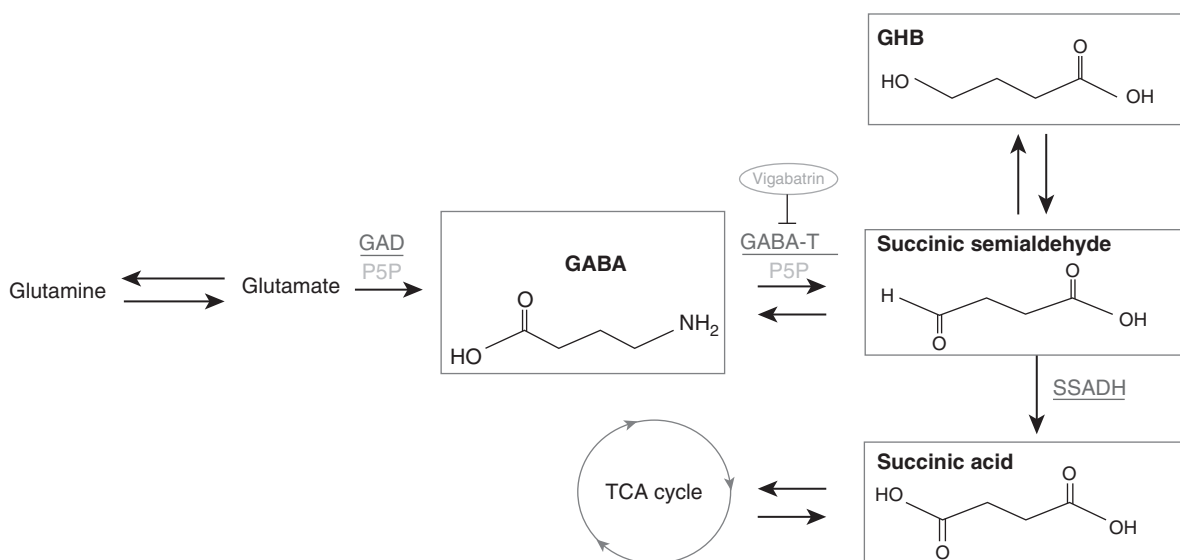 GHB
HO
O
OH
Vigabatrin
GAD
P5P
GABA
GABA-T
P5P
Succinic semialdehyde
Glutamine
Glutamate
O
HO
NH₂
H
O
O
OH
SSADH
TCA cycle
Succinic acid
HO
O
O
OH